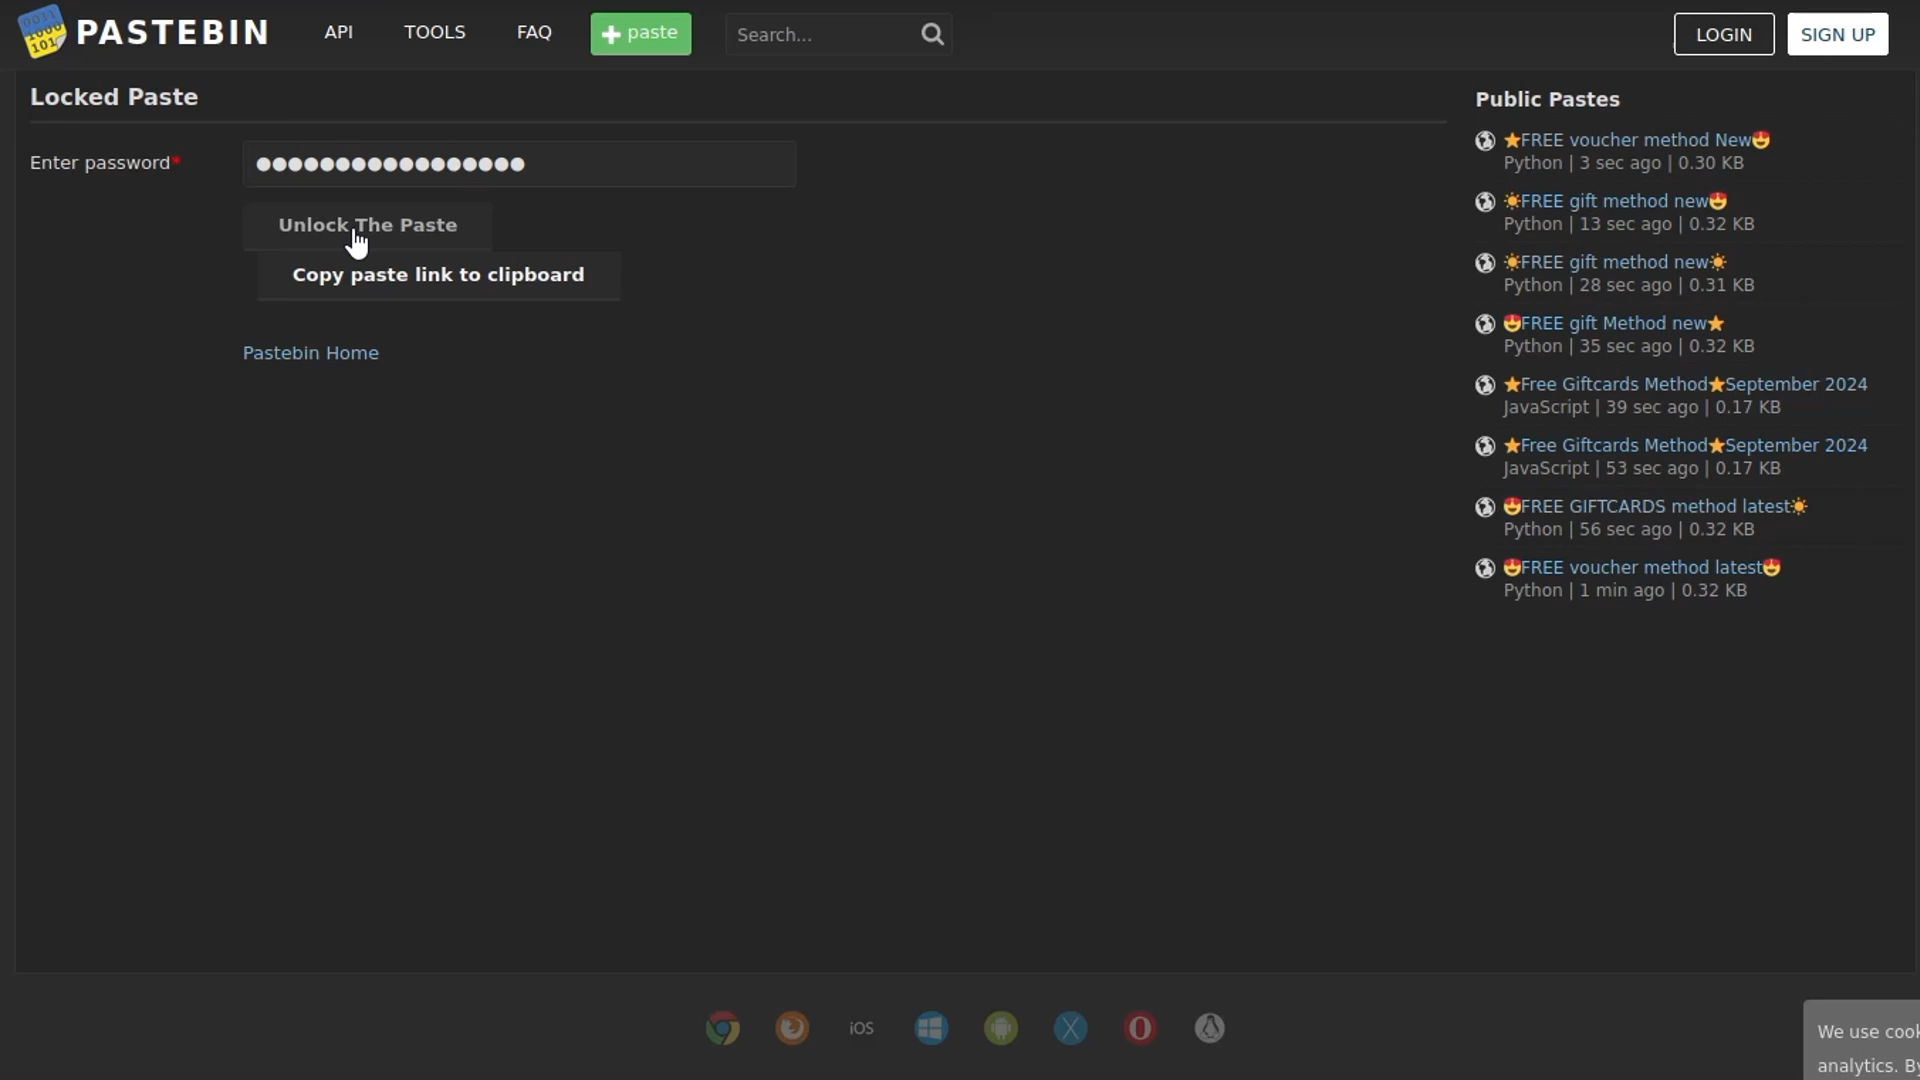 PASTEBIN API TOOLS FAQ + paste Search... LOGIN SIGN UP
Locked Paste
Enter password*
●●●●●●●●●●●●●●●●●
Unlock The Paste
Copy paste link to clipboard
Pastebin Home
Public Pastes
⭐FREE voucher method New😍
Python | 3 sec ago | 0.30 KB
☀FREE gift method new😍
Python | 13 sec ago | 0.32 KB
☀FREE gift method new☀
Python | 28 sec ago | 0.31 KB
😍FREE gift Method new⭐
Python | 35 sec ago | 0.32 KB
⭐Free Giftcards Method⭐September 2024
JavaScript | 39 sec ago | 0.17 KB
⭐Free Giftcards Method⭐September 2024
JavaScript | 53 sec ago | 0.17 KB
😍FREE GIFTCARDS method latest☀
Python | 56 sec ago | 0.32 KB
😍FREE voucher method latest😍
Python | 1 min ago | 0.32 KB
iOS
We use cook
analytics. By